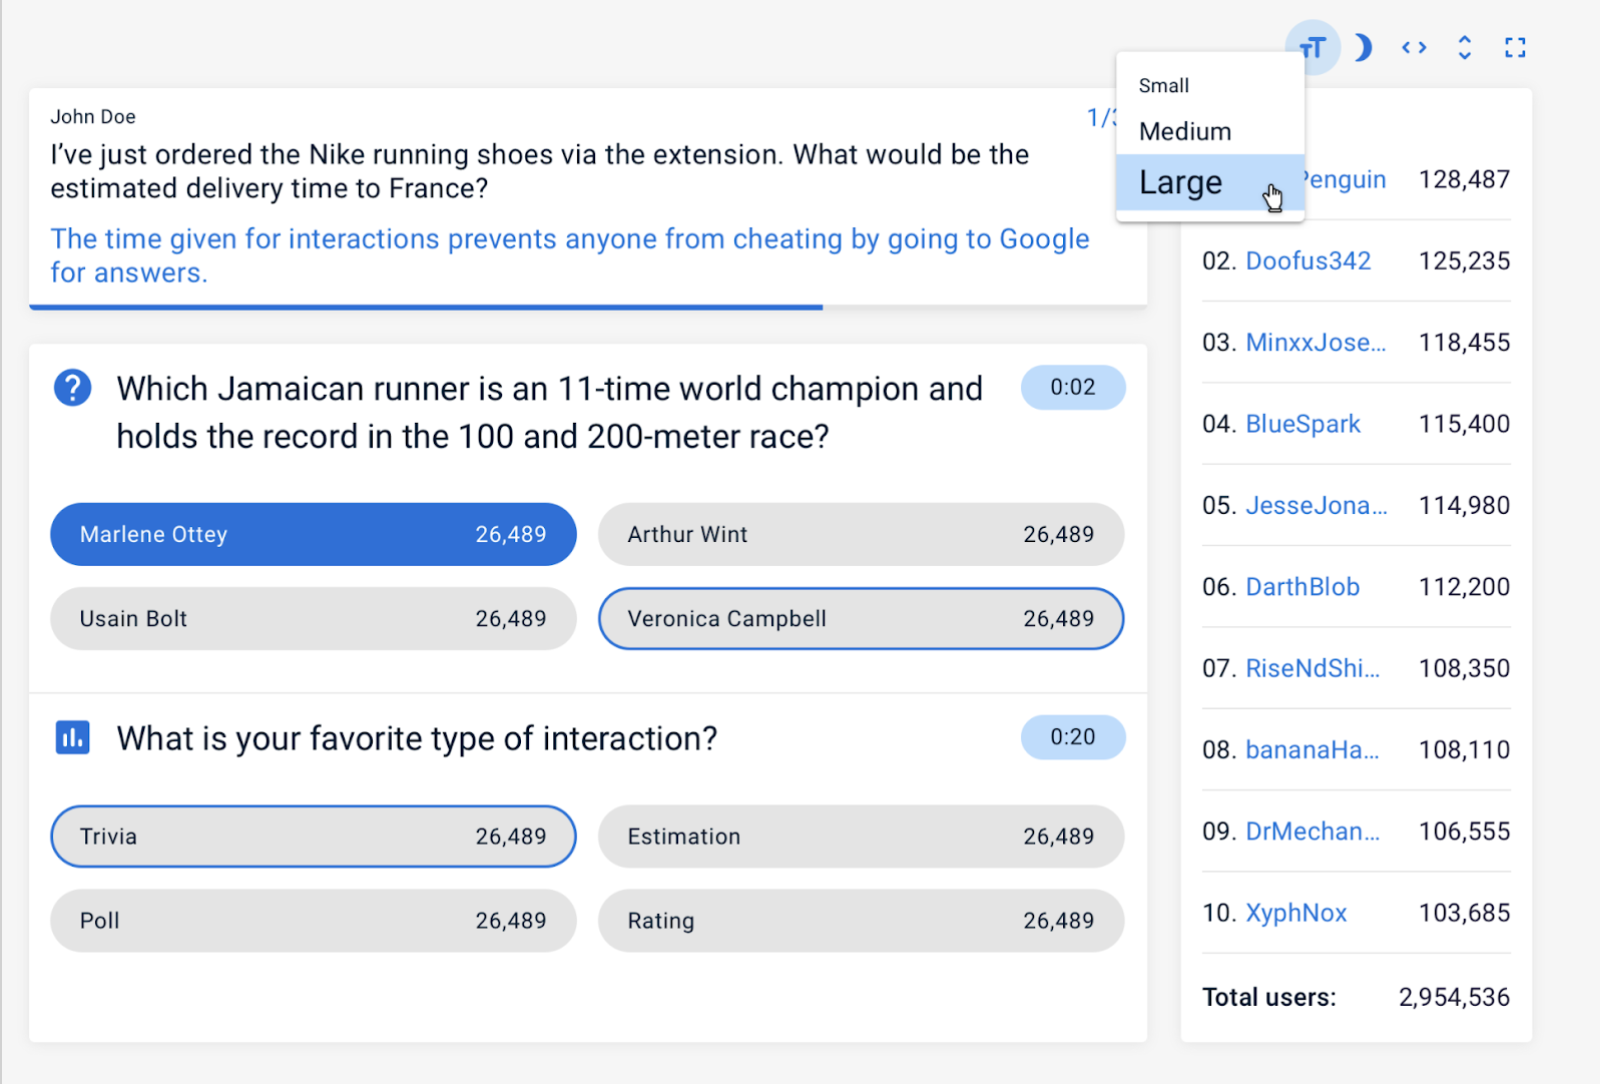 Small
Medium
Large
John Doe
I’ve just ordered the Nike running shoes via the extension. What would be the
estimated delivery time to France?
The time given for interactions prevents anyone from cheating by going to Google
for answers.
Which Jamaican runner is an 11-time world champion and
holds the record in the 100 and 200-meter race?
0:02
Marlene Ottey 26,489
Arthur Wint 26,489
Usain Bolt 26,489
Veronica Campbell 26,489
What is your favorite type of interaction?
0:20
Trivia 26,489
Estimation 26,489
Poll 26,489
Rating 26,489
Penguin 128,487
02. Doofus342 125,235
03. MinxxJose... 118,455
04. BlueSpark 115,400
05. JesseJona... 114,980
06. DarthBlob 112,200
07. RiseNdShi... 108,350
08. bananaHa... 108,110
09. DrMechan... 106,555
10. XyphNox 103,685
Total users: 2,954,536